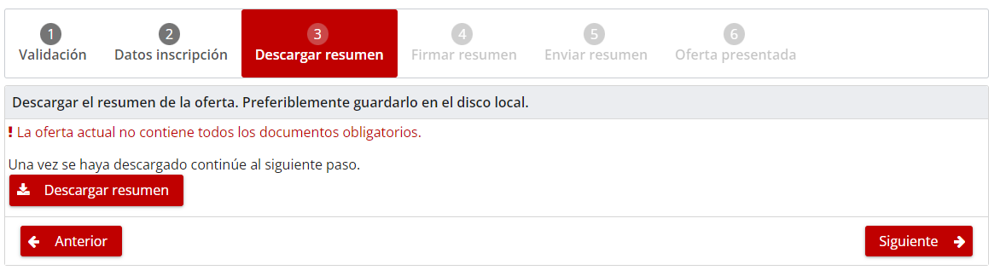 1 2 3 4 5 6
Validación Datos inscripción Descargar resumen Firmar resumen Enviar resumen Oferta presentada
Descargar el resumen de la oferta. Preferiblemente guardarlo en el disco local.
! La oferta actual no contiene todos los documentos obligatorios.
Una vez se haya descargado continúe al siguiente paso.
Descargar resumen
Anterior Siguiente